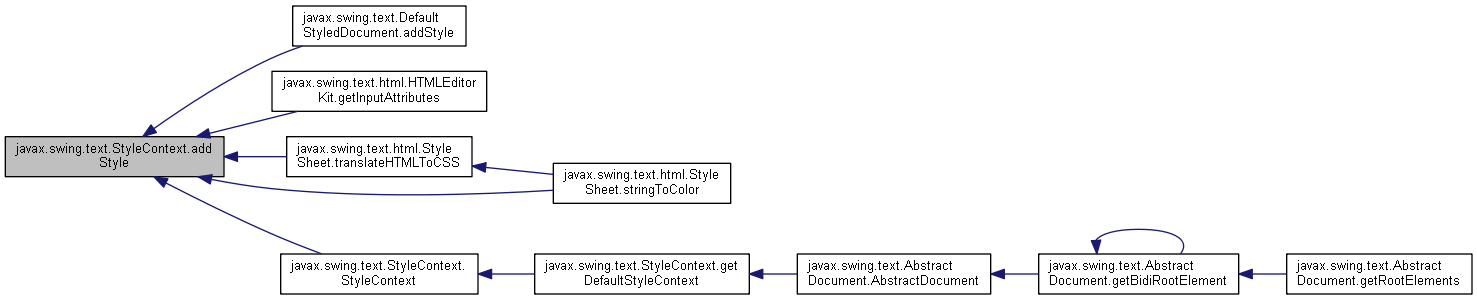 javax.swing.text.Default
StyledDocument.addStyle
javax.swing.text.html.HTMLEditor
Kit.getInputAttributes
javax.swing.text.StyleContext.add
Style
javax.swing.text.html.Style
Sheet.translateHTMLToCSS
javax.swing.text.html.Style
Sheet.stringToColor
javax.swing.text.StyleContext.
StyleContext
javax.swing.text.StyleContext.get
DefaultStyleContext
javax.swing.text.Abstract
Document.AbstractDocument
javax.swing.text.Abstract
Document.getBidiRootElement
javax.swing.text.Abstract
Document.getRootElements